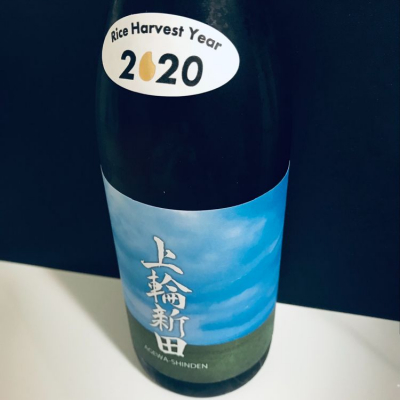 Rice Harvest Year
2020
上輪新田
AGEWA-SHINDEN